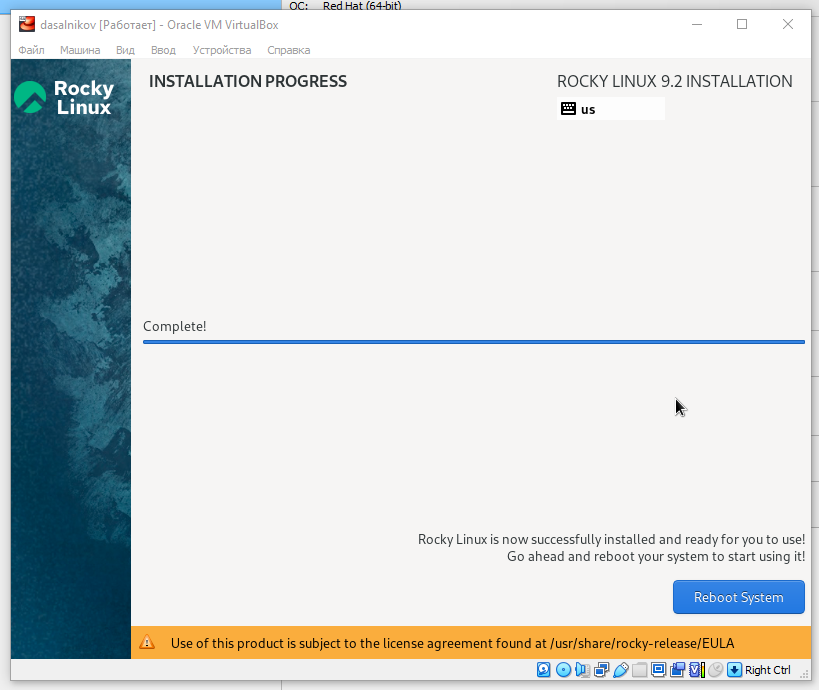 ОС: Red Hat (64-bit)
dasalnikov [Работает] - Oracle VM VirtualBox
Файл Машина Вид Ввод Устройства Справка
Rocky
Linux
INSTALLATION PROGRESS
ROCKY LINUX 9.2 INSTALLATION
us
Complete!
Rocky Linux is now successfully installed and ready for you to use!
Go ahead and reboot your system to start using it!
Reboot System
Use of this product is subject to the license agreement found at /usr/share/rocky-release/EULA
Right Ctrl